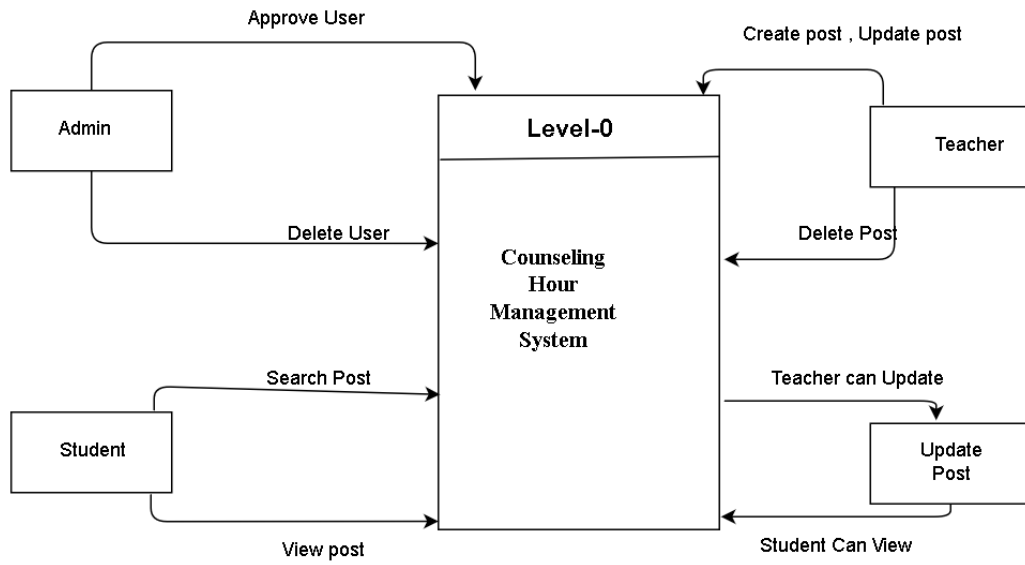 Approve User
Create post , Update post
Admin
Level-0
Teacher
Delete User
Delete Post
Counseling
Hour
Management
System
Search Post
Teacher can Update
Student
Update
Post
View post
Student Can View